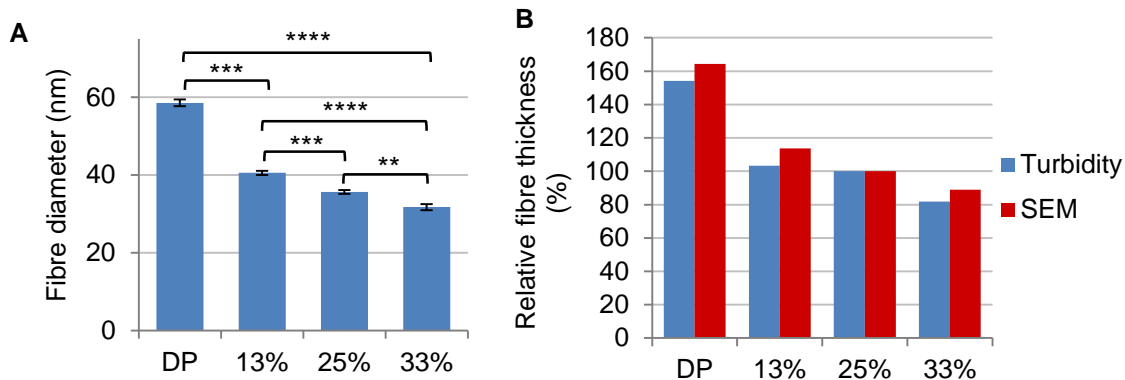 A
Fibre diameter (nm)
60
40
20
0
****
***
****
***
**
DP 13% 25% 33%
B
Relative fibre thickness
(%)
180
160
140
120
100
80
60
40
20
0
DP 13% 25% 33%
Turbidity
SEM